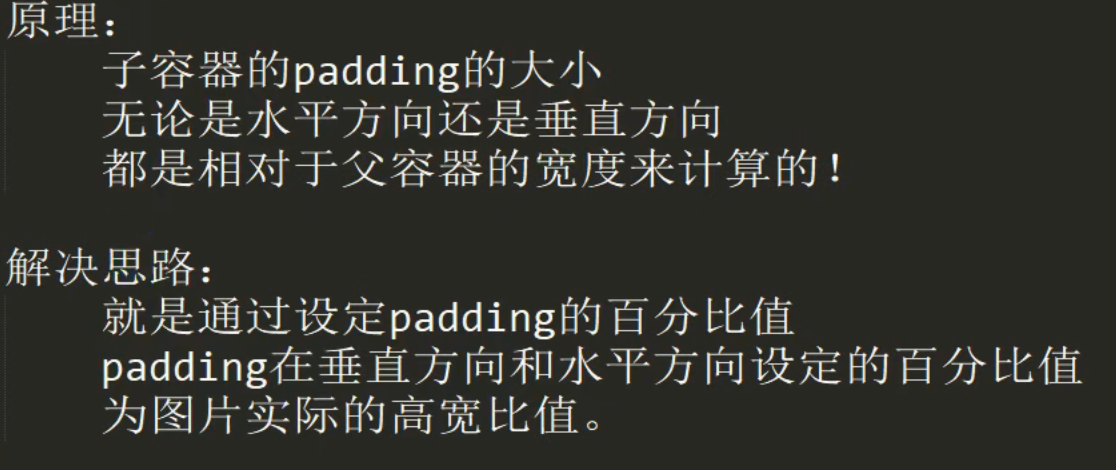 原理:
子容器的padding的大小
无论是水平方向还是垂直方向
都是相对于父容器的宽度来计算的!
解决思路:
就是通过设定padding的百分比值
padding在垂直方向和水平方向设定的百分比值
为图片实际的高宽比值。